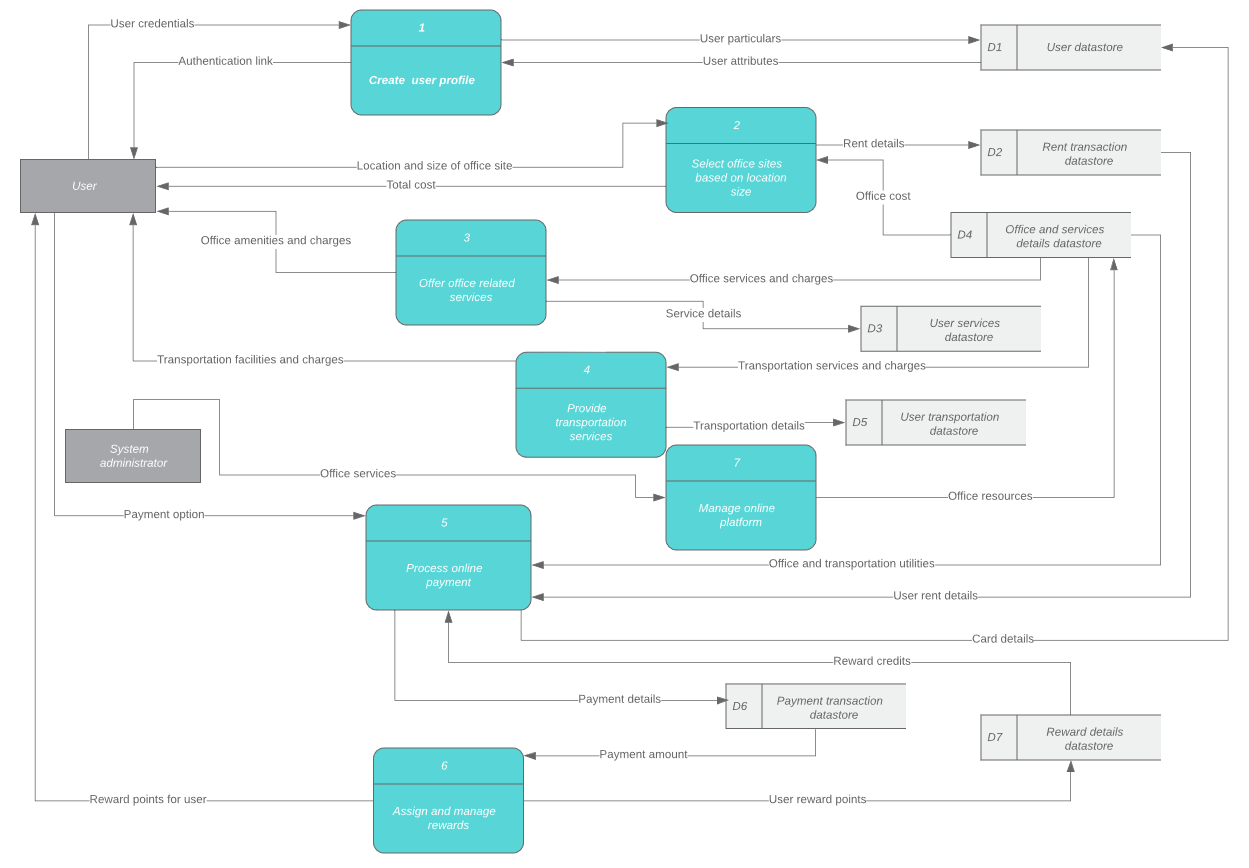 User credentials
1
Create user profile
Authentication link
User particulars
User attributes
D1
User datastore
2
Select office sites
based on location
size
Location and size of office site
Total cost
Rent details
D2
Rent transaction
datastore
User
Office cost
D4
Office and services
details datastore
3
Offer office related
services
Office amenities and charges
Office services and charges
Service details
D3
User services
datastore
Transportation facilities and charges
4
Provide
transportation
services
Transportation services and charges
Transportation details
D5
User transportation
datastore
System
administrator
Office services
7
Manage online
platform
Office resources
Payment option
5
Process online
payment
Office and transportation utilities
User rent details
Card details
Reward credits
Payment details
D6
Payment transaction
datastore
D7
Reward details
datastore
Payment amount
6
Assign and manage
rewards
Reward points for user
User reward points